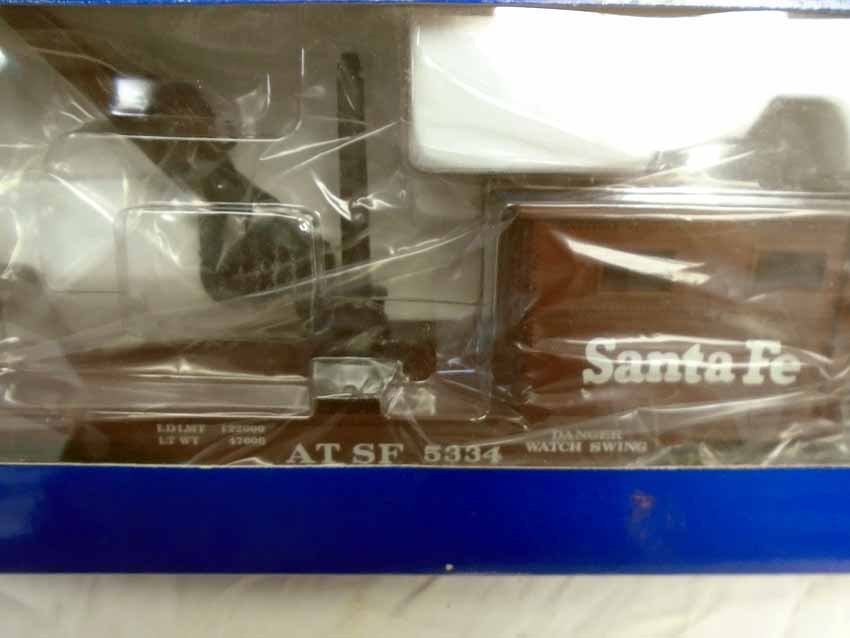 Santa Fe
LD LMT 122000
LT WT 47000
AT SF 5334
DANGER
WATCH SWING